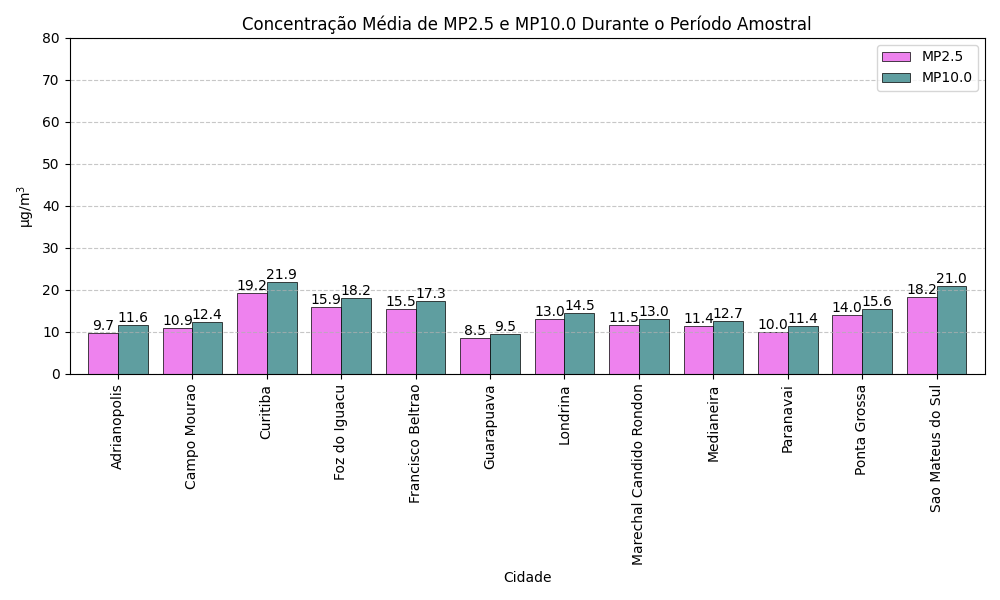 Concentração Média de MP2.5 e MP10.0 Durante o Período Amostral
MP2.5
MP10.0
µg/m³
80
70
60
50
40
30
20
10
0
9.7 11.6
10.9 12.4
19.2 21.9
15.9 18.2
15.5 17.3
8.5 9.5
13.0 14.5
11.5 13.0
11.4 12.7
10.0 11.4
14.0 15.6
18.2 21.0
Adrianopolis
Campo Mourao
Curitiba
Foz do Iguacu
Francisco Beltrao
Guarapuava
Londrina
Marechal Candido Rondon
Medianeira
Paranavai
Ponta Grossa
Sao Mateus do Sul
Cidade